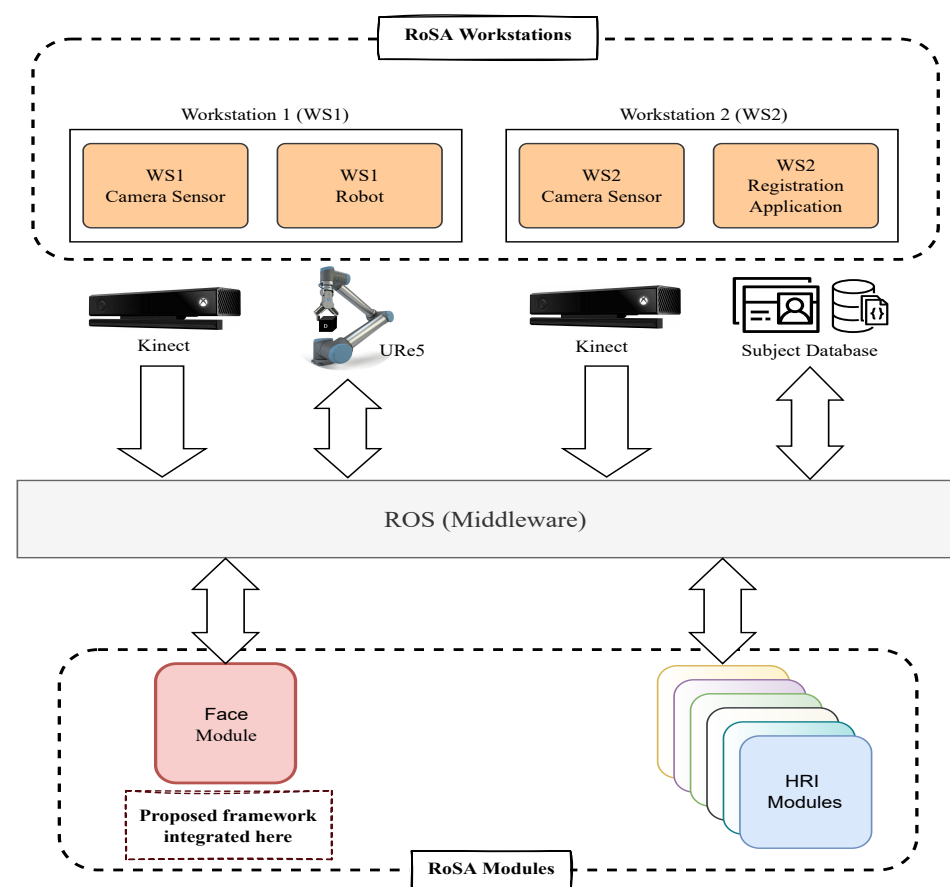 RoSA Workstations
Workstation 1 (WS1)
Workstation 2 (WS2)
WS1
Camera Sensor
WS1
Robot
WS2
Camera Sensor
WS2
Registration
Application
Kinect
URe5
Kinect
Subject Database
D
{}
ROS (Middleware)
Face
Module
Proposed framework
integrated here
HRI
Modules
RoSA Modules